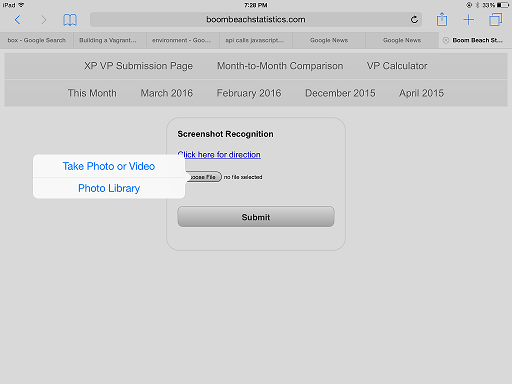 iPad 7:28 PM 33%
boombeachstatistics.com
box - Google Search Building a Vagrant... environment - Goo... api calls javascript... Google News Google News Boom Beach St...
XP VP Submission Page Month-to-Month Comparison VP Calculator
This Month March 2016 February 2016 December 2015 April 2015
Screenshot Recognition
Click here for direction
Take Photo or Video
oose File no file selected
Photo Library
Submit